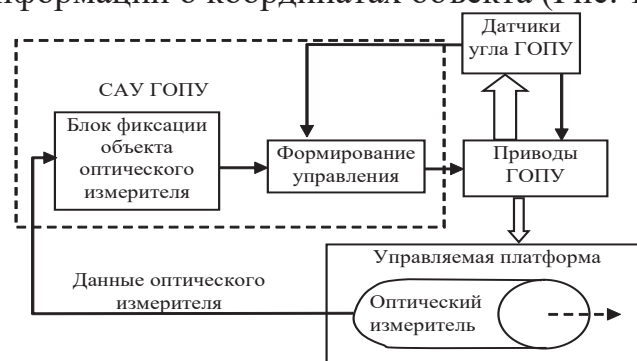 нформации о координатах объекта (Рис.
Датчики
угла ГОПУ
САУ ГОПУ
Блок фиксации
объекта
оптического
измерителя
Формирование
управления
Приводы
ГОПУ
Управляемая платформа
Данные оптического
измерителя
Оптический
измеритель